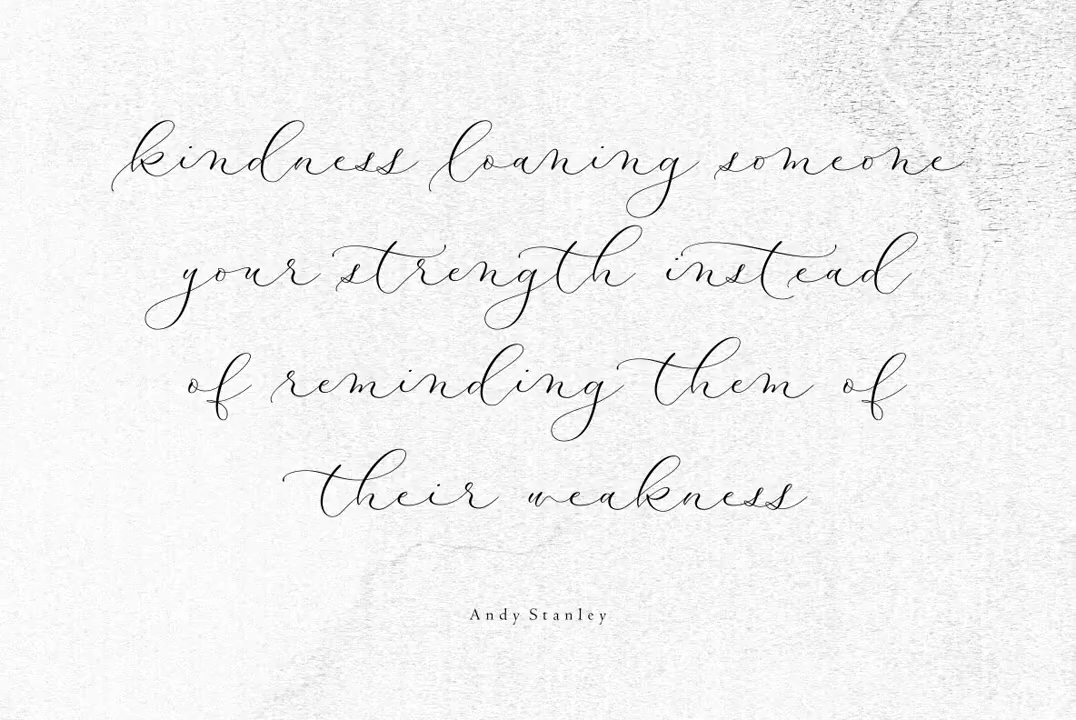 kindness loaning someone
your strength instead
of reminding them of
their weakness
Andy Stanley